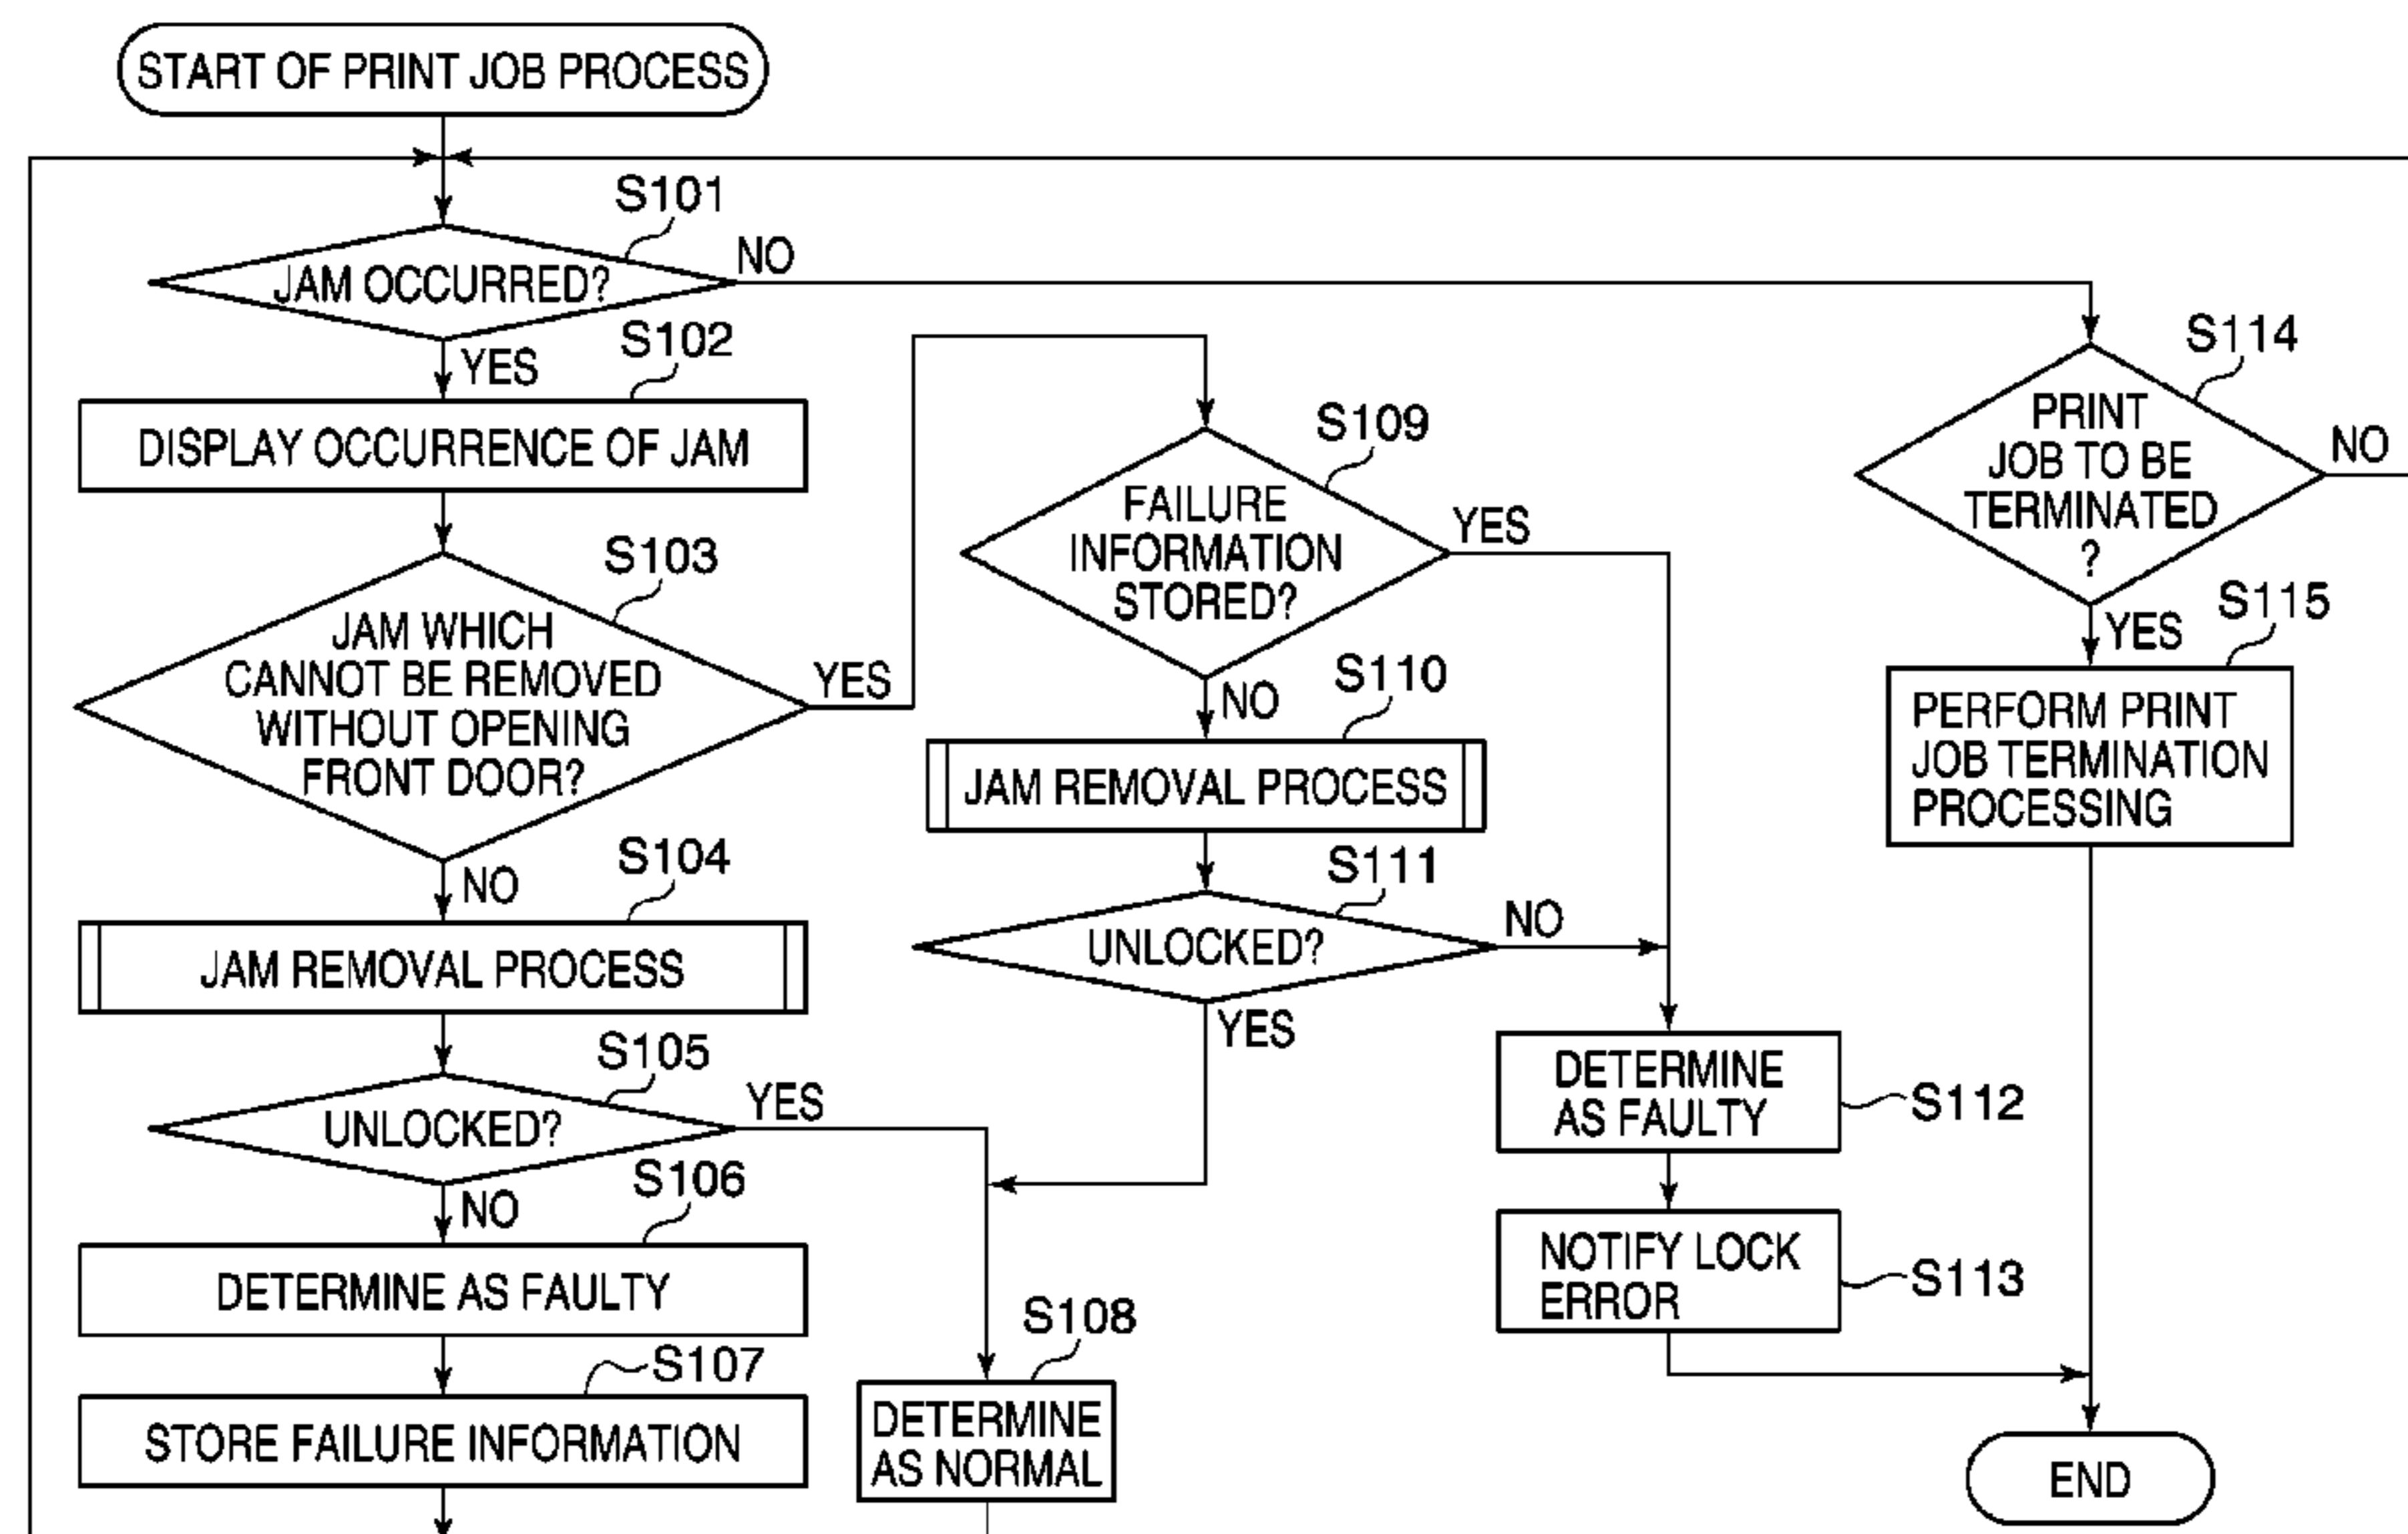 START OF PRINT JOB PROCESS
S101
JAM OCCURRED?
NO
YES
S102
DISPLAY OCCURRENCE OF JAM
S103
JAM WHICH
CANNOT BE REMOVED
WITHOUT OPENING
FRONT DOOR?
YES
NO
S104
JAM REMOVAL PROCESS
S105
UNLOCKED?
YES
NO
S106
DETERMINE AS FAULTY
S107
STORE FAILURE INFORMATION
S108
DETERMINE
AS NORMAL
S109
FAILURE
INFORMATION
STORED?
YES
NO
S110
JAM REMOVAL PROCESS
S111
UNLOCKED?
NO
YES
DETERMINE
AS FAULTY
S112
NOTIFY LOCK
ERROR
S113
S114
PRINT
JOB TO BE
TERMINATED
?
NO
YES
S115
PERFORM PRINT
JOB TERMINATION
PROCESSING
END